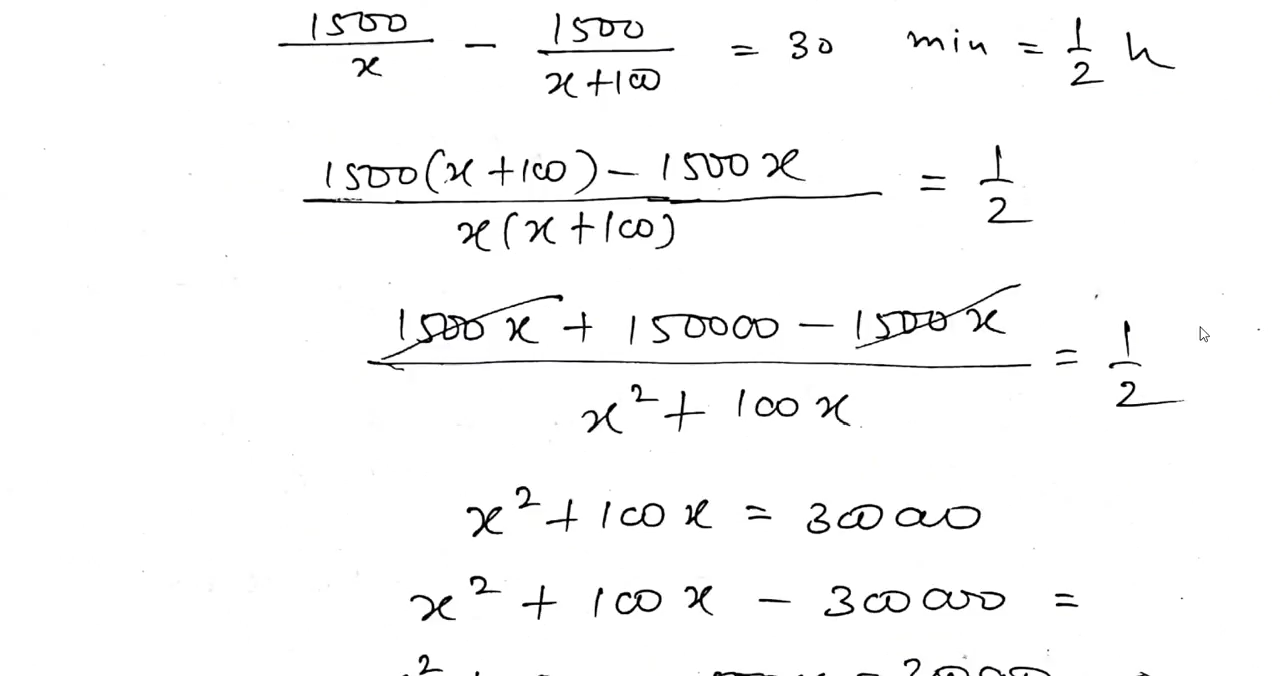 1500/x - 1500/(x+100) = 30 min = 1/2 h
(1500(x+100) - 1500x)/(x(x+100)) = 1/2
(1500x + 150000 - 1500x)/(x² + 100x) = 1/2
x² + 100x = 300000
x² + 100x - 300000 =